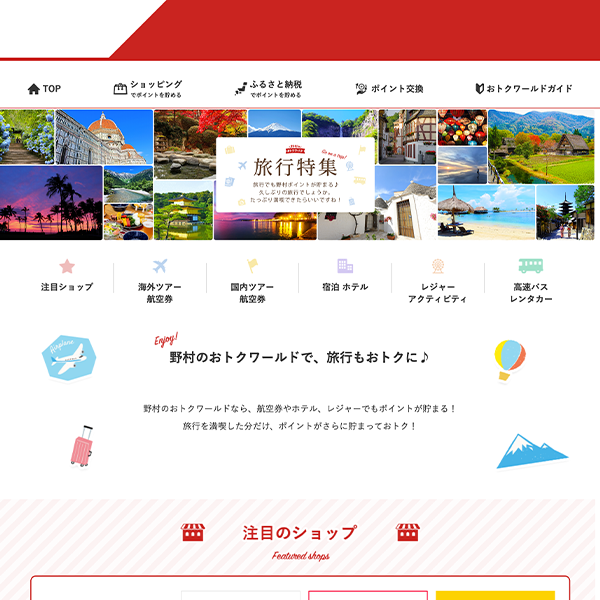 TOP
ショッピング
でポイントを貯める
ふるさと納税
でポイントを貯める
ポイント交換
おトクワールドガイド
Go on a trip!
旅行特集
旅行でも野村ポイントが貯まる♪
久しぶりの旅行でしょうか。
たっぷり満喫できたらいいですね！
注目ショップ
海外ツアー
航空券
国内ツアー
航空券
宿泊 ホテル
レジャー
アクティビティ
高速バス
レンタカー
Airplane
Enjoy!
野村のおトクワールドで、旅行もおトクに♪
野村のおトクワールドなら、航空券やホテル、レジャーでもポイントが貯まる！
旅行を満喫した分だけ、ポイントがさらに貯まっておトク！
注目のショップ
Featured shops